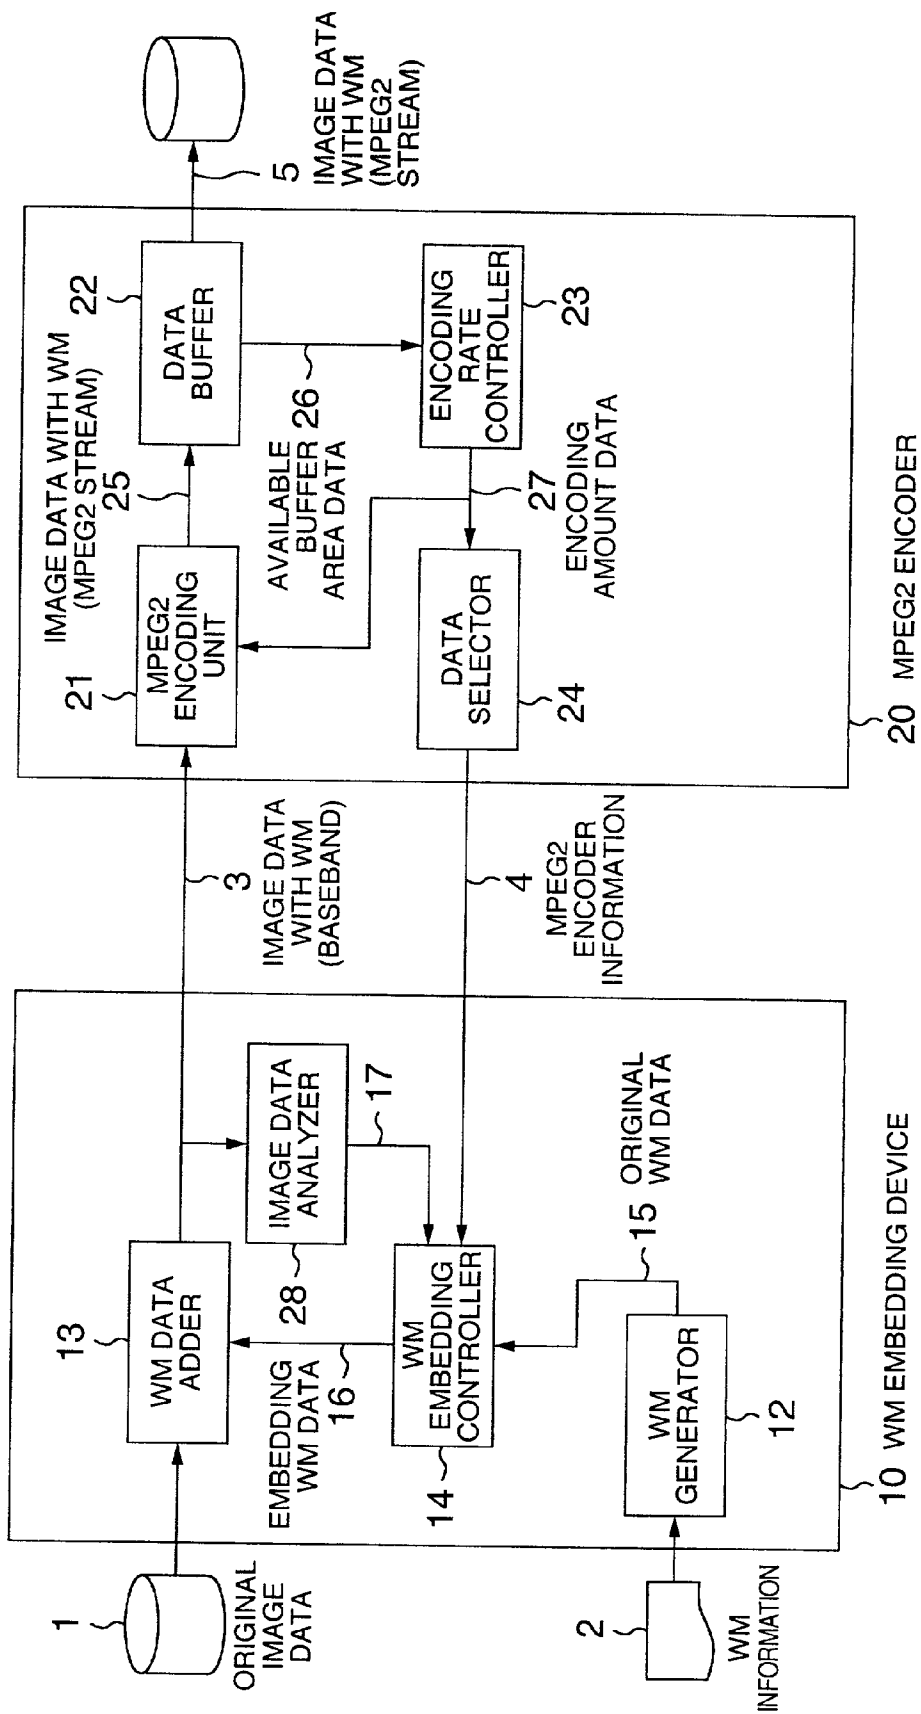 1
ORIGINAL
IMAGE
DATA
2
WM
INFORMATION
13
WM DATA
ADDER
EMBEDDING
WM DATA
16
14
WM
EMBEDDING
CONTROLLER
WM
GENERATOR
12
28
IMAGE DATA
ANALYZER
17
15
ORIGINAL
WM DATA
10 WM EMBEDDING DEVICE
3
IMAGE DATA
WITH WM
(BASEBAND)
4
MPEG2
ENCODER
INFORMATION
21
MPEG2
ENCODING
UNIT
IMAGE DATA WITH WM
(MPEG2 STREAM)
25
22
DATA
BUFFER
AVAILABLE
BUFFER 26
AREA DATA
ENCODING
RATE
CONTROLLER
23
27
ENCODING
AMOUNT DATA
DATA
SELECTOR
24
20 MPEG2 ENCODER
5
IMAGE DATA
WITH WM
(MPEG2
STREAM)